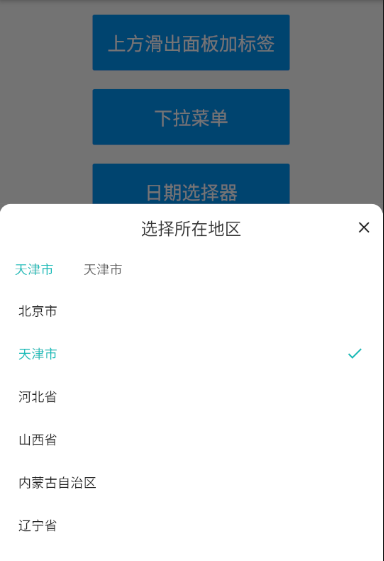 上方滑出面板加标签
下拉菜单
日期选择器
选择所在地区
天津市 天津市
北京市
天津市
河北省
山西省
内蒙古自治区
辽宁省